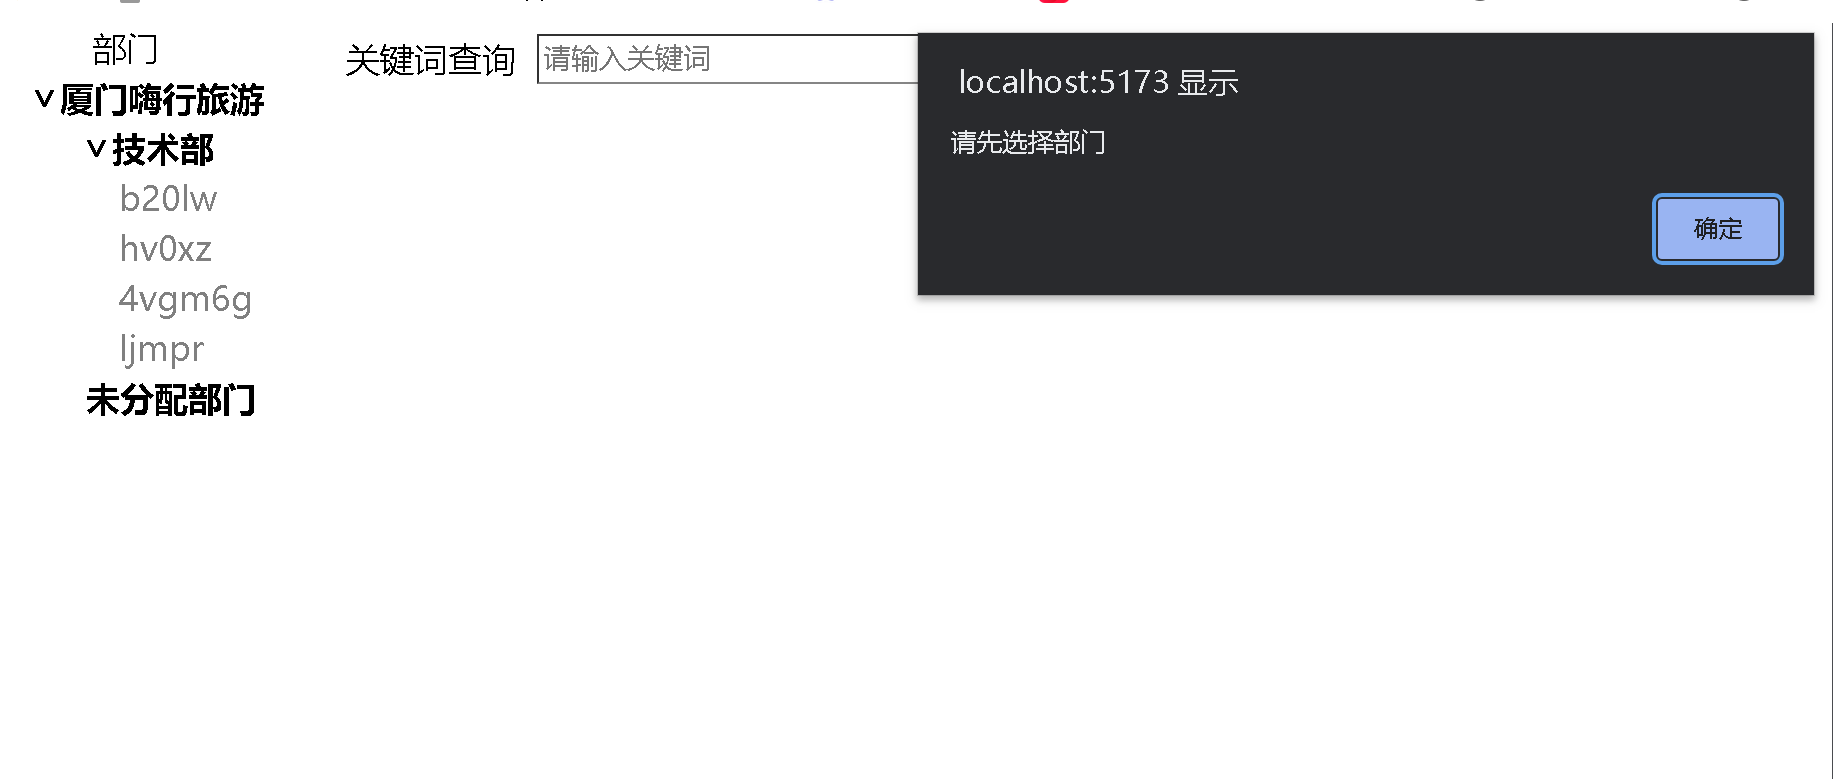 部门
厦门嗨行旅游
技术部
b20lw
hv0xz
4vgm6g
ljmpr
未分配部门
关键词查询
请输入关键词
localhost:5173 显示
请先选择部门
确定